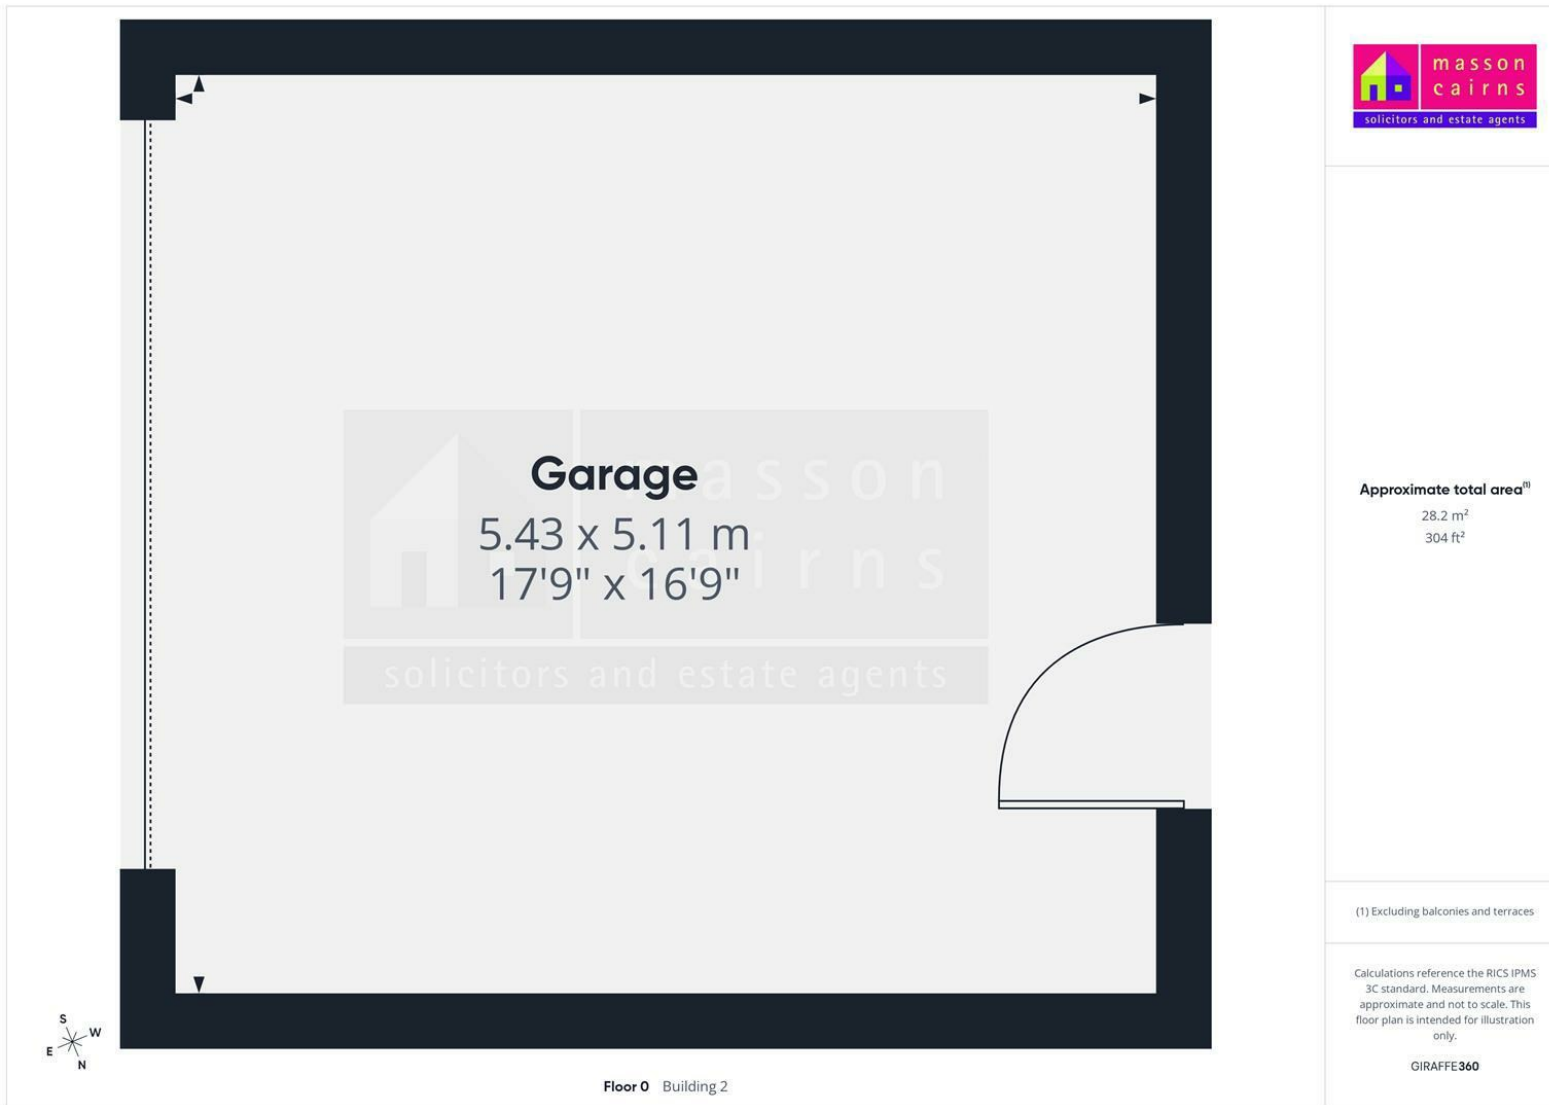 masson
cairns
solicitors and estate agents
Garage
5.43 x 5.11 m
17'9" x 16'9"
masson
cairns
solicitors and estate agents
Approximate total area(1)
28.2 m²
304 ft²
(1) Excluding balconies and terraces
Calculations reference the RICS IPMS
3C standard. Measurements are
approximate and not to scale. This
floor plan is intended for illustration
only.
GIRAFFE360
S
W
E
N
Floor 0 Building 2